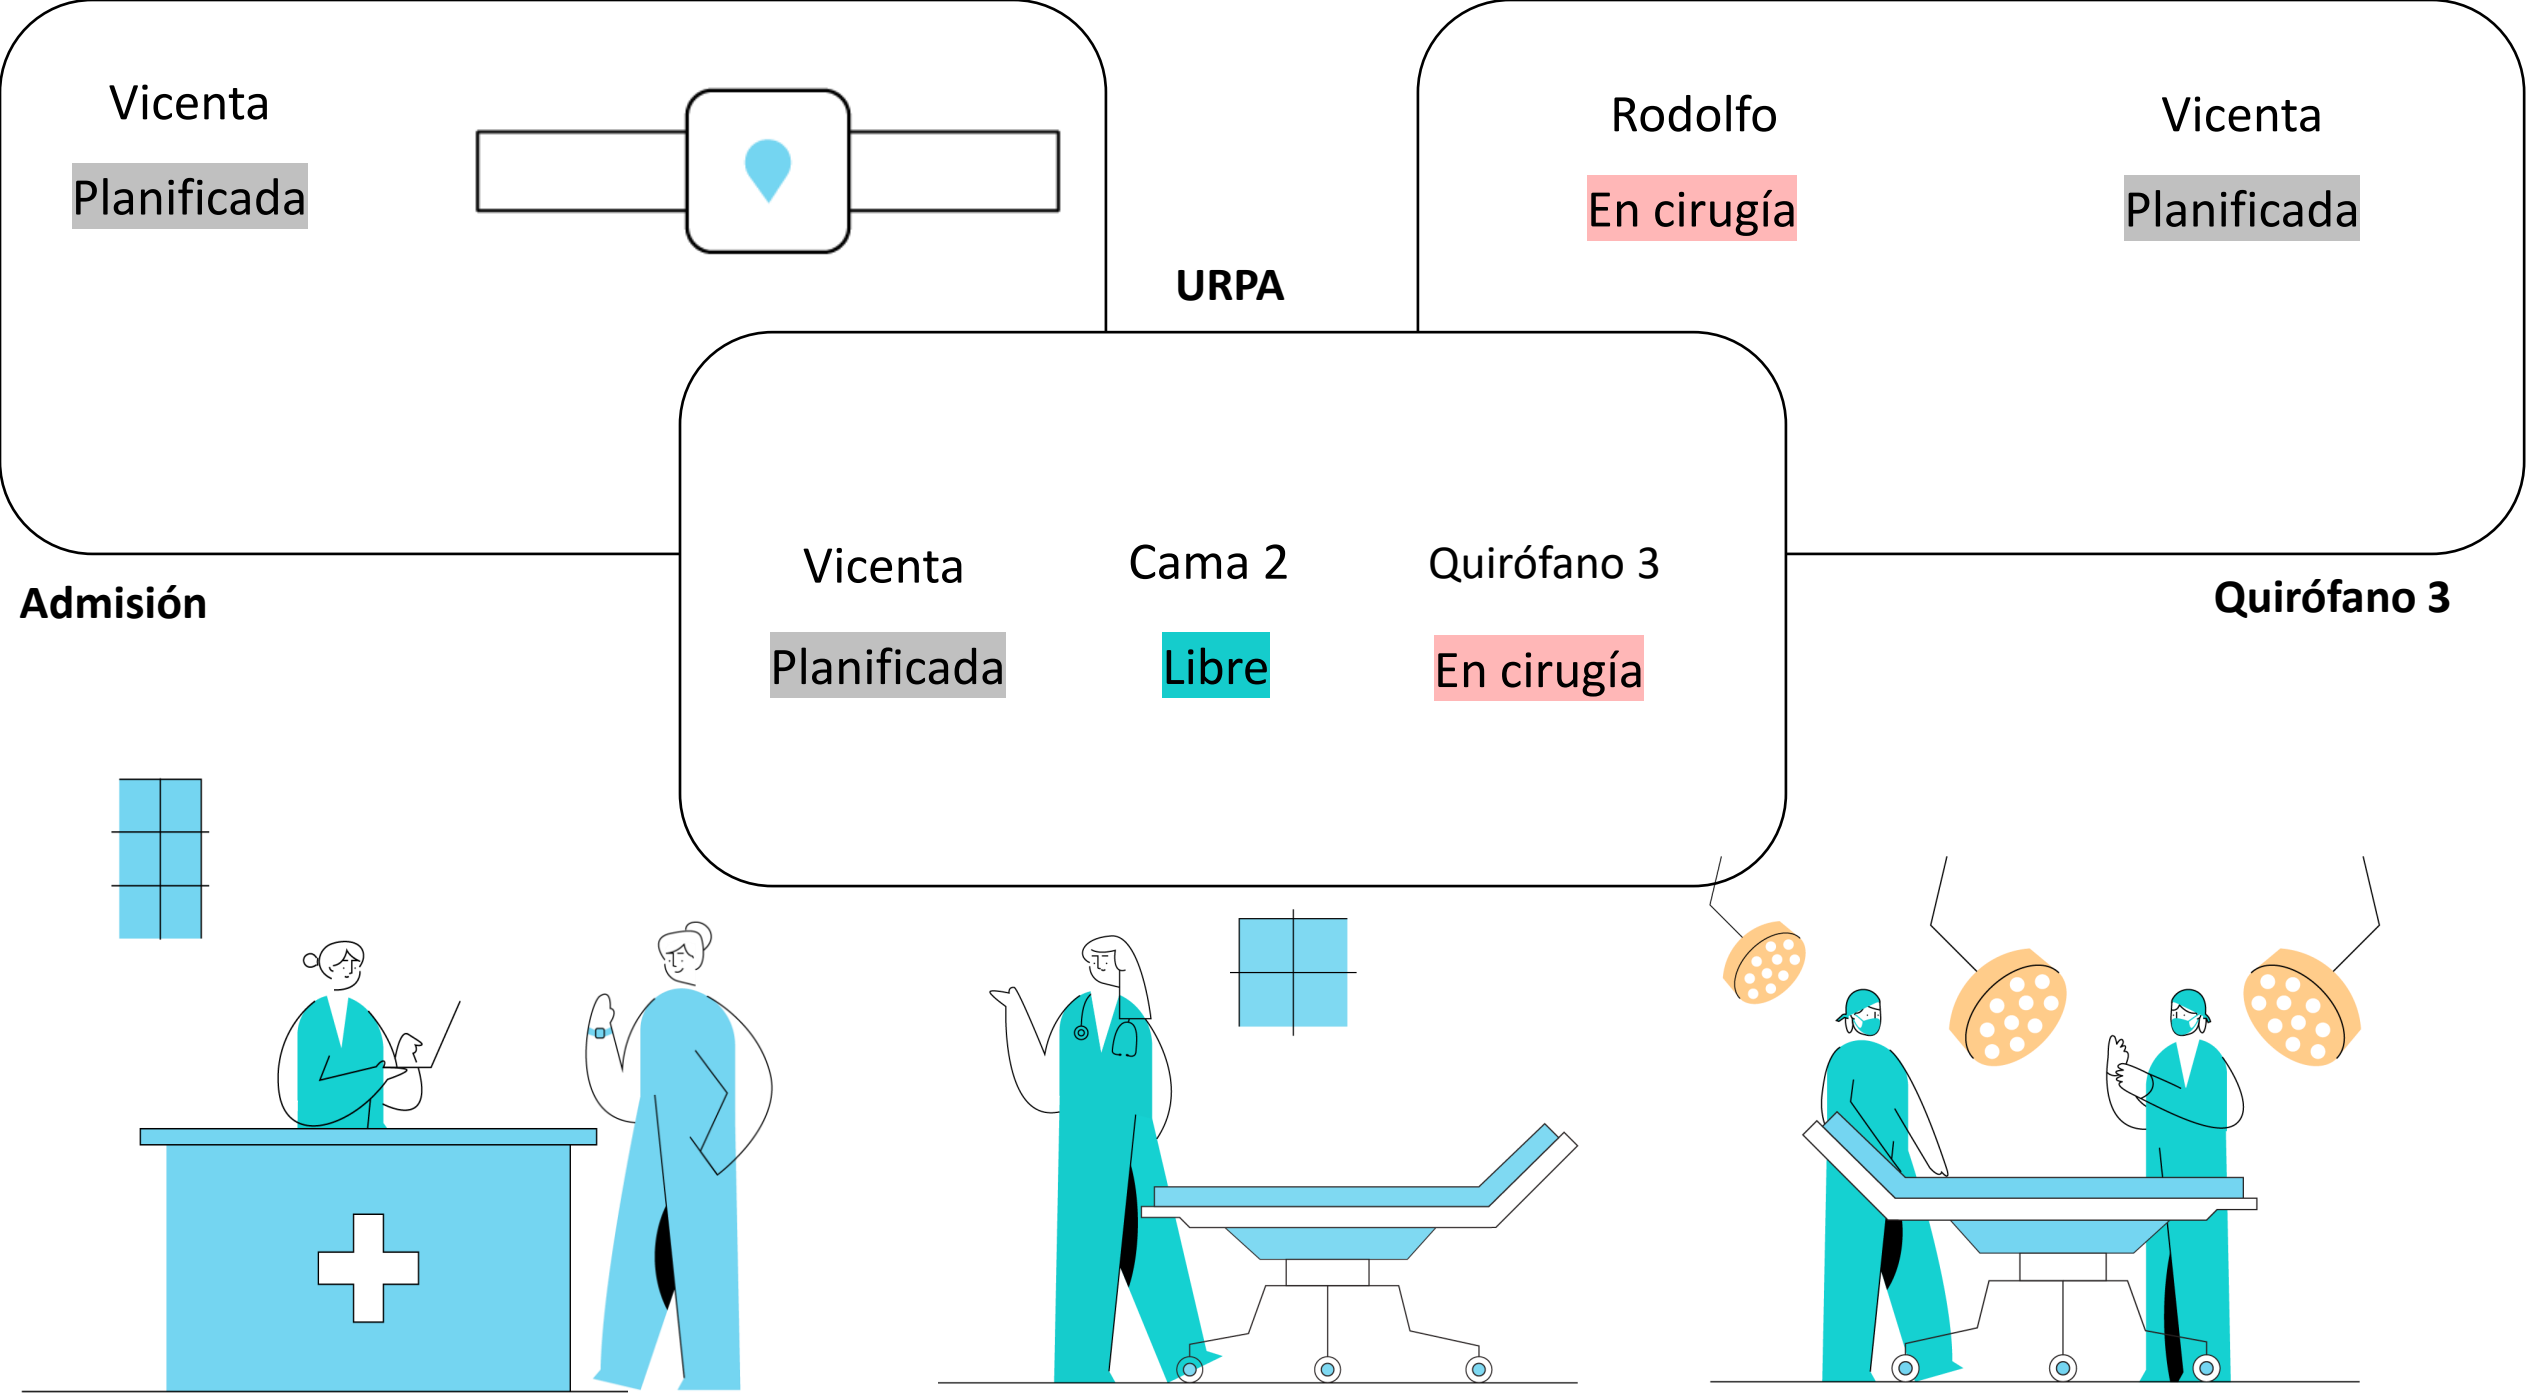 Vicenta
Planificada
Admisión
URPA
Vicenta
Planificada
Cama 2
Libre
Quirófano 3
En cirugía
Rodolfo
En cirugía
Vicenta
Planificada
Quirófano 3